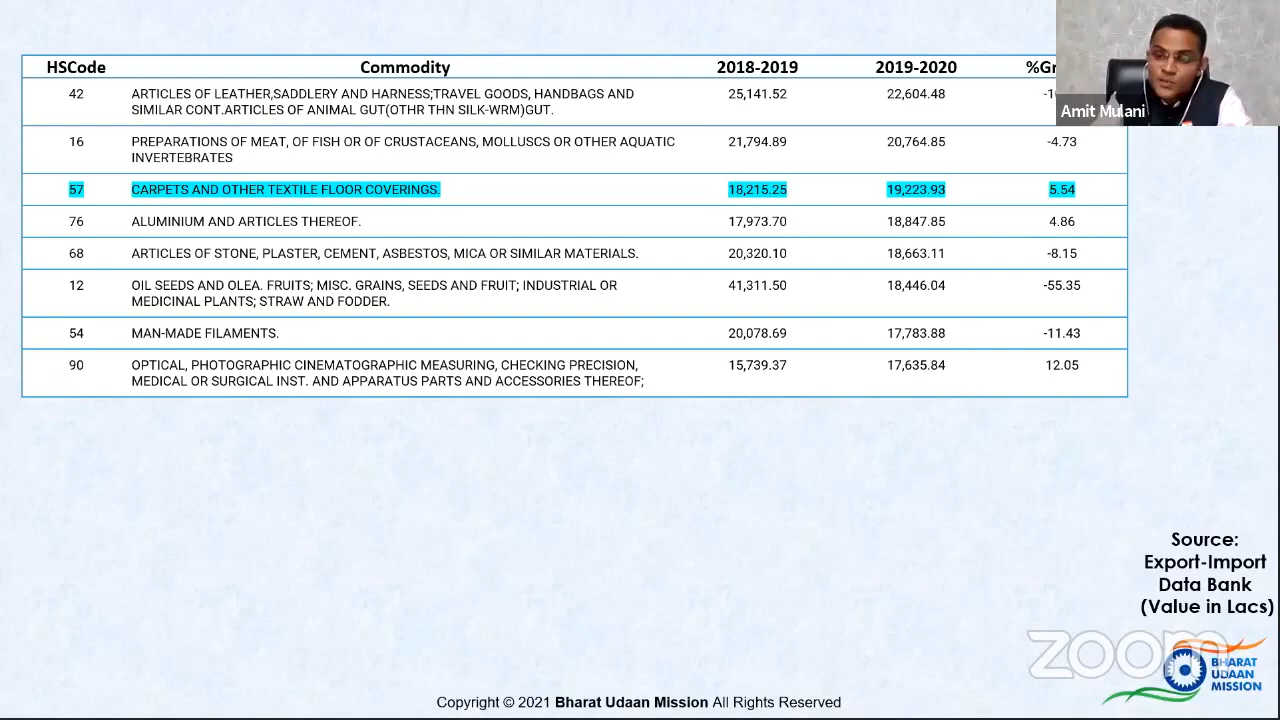 HSCode Commodity 2018-2019 2019-2020 %Gr
42 ARTICLES OF LEATHER,SADDLERY AND HARNESS;TRAVEL GOODS, HANDBAGS AND 25,141.52 22,604.48
SIMILAR CONT.ARTICLES OF ANIMAL GUT(OTHR THN SILK-WRM)GUT.
16 PREPARATIONS OF MEAT, OF FISH OR OF CRUSTACEANS, MOLLUSCS OR OTHER AQUATIC 21,794.89 20,764.85 -4.73
INVERTEBRATES
57 CARPETS AND OTHER TEXTILE FLOOR COVERINGS. 18,215.25 19,223.93 5.54
76 ALUMINIUM AND ARTICLES THEREOF. 17,973.70 18,847.85 4.86
68 ARTICLES OF STONE, PLASTER, CEMENT, ASBESTOS, MICA OR SIMILAR MATERIALS. 20,320.10 18,663.11 -8.15
12 OIL SEEDS AND OLEA. FRUITS; MISC. GRAINS, SEEDS AND FRUIT; INDUSTRIAL OR 41,311.50 18,446.04 -55.35
MEDICINAL PLANTS; STRAW AND FODDER.
54 MAN-MADE FILAMENTS. 20,078.69 17,783.88 -11.43
90 OPTICAL, PHOTOGRAPHIC CINEMATOGRAPHIC MEASURING, CHECKING PRECISION, 15,739.37 17,635.84 12.05
MEDICAL OR SURGICAL INST. AND APPARATUS PARTS AND ACCESSORIES THEREOF;
Amit Mulani
Source:
Export-Import
Data Bank
(Value in Lacs)
zoom
BHARAT
UDAAN
MISSION
Copyright © 2021 Bharat Udaan Mission All Rights Reserved